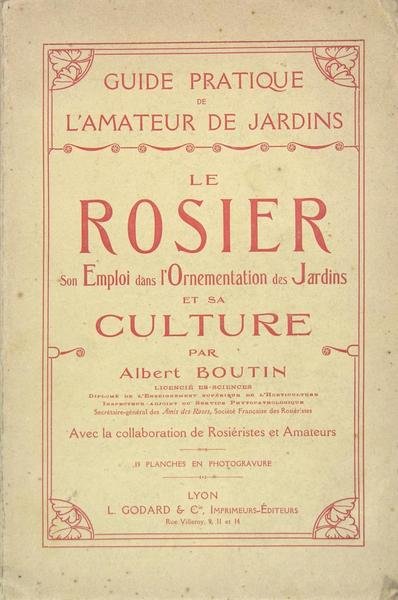 GUIDE PRATIQUE
DE
L'AMATEUR DE JARDINS
LE
ROSIER
Son Emploi dans l'Ornementation des Jardins
ET SA
CULTURE
PAR
Albert BOUTIN
LICENCIÉ ES-SCIENCES
DIPLOMÉ DE L'ENSEIGNEMENT SUPÉRIEUR DE L'HORTICULTURE
INSPECTEUR-ADJOINT DU SERVICE PHYTOPATHOLOGIQUE
Secrétaire-général des Amis des Roses, Société Française des Rosiéristes
Avec la collaboration de Rosiéristes et Amateurs
PLANCHES EN PHOTOGRAVURE
LYON
L. GODARD & Cie, IMPRIMEURS-ÉDITEURS
Rue Villeroy, 9, 11 et 14